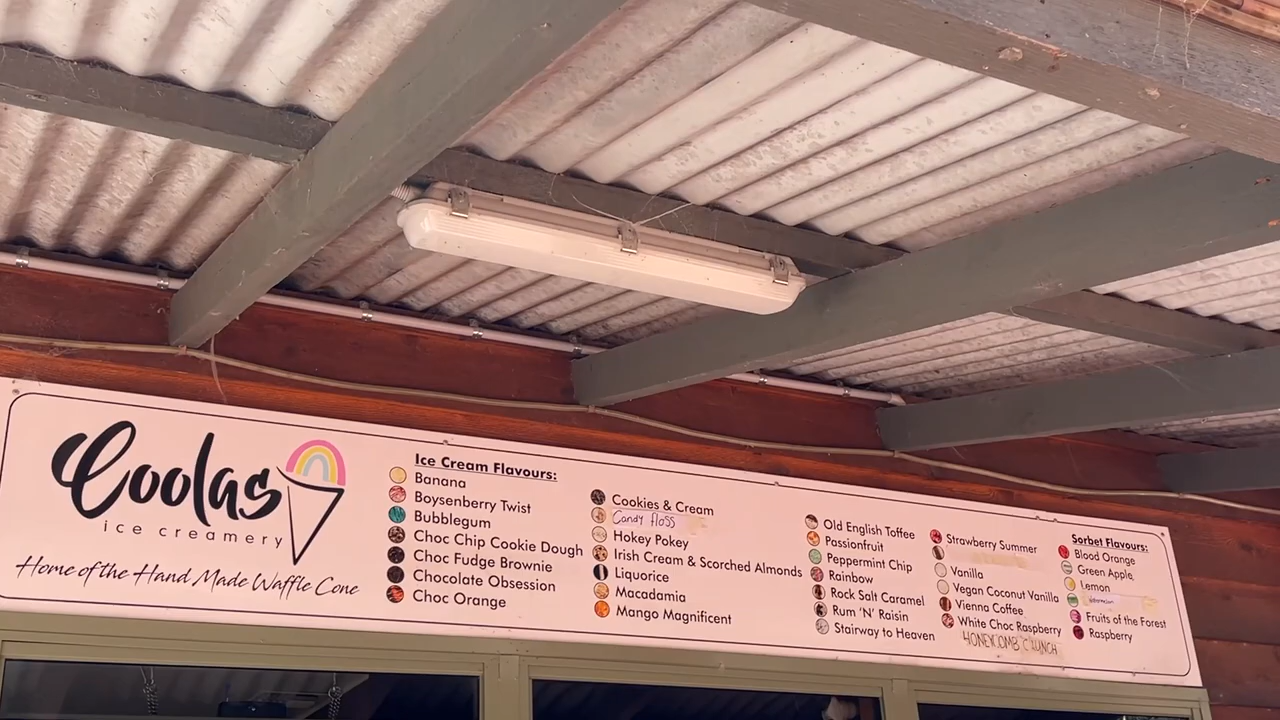 Coolas
ice creamery
Home of the Hand Made Waffle Cone
Ice Cream Flavours:
Banana
Boysenberry Twist
Bubblegum
Choc Chip Cookie Dough
Choc Fudge Brownie
Chocolate Obsession
Choc Orange
Cookies & Cream
Candy floss
Hokey Pokey
Irish Cream & Scorched Almonds
Liquorice
Macadamia
Mango Magnificent
Old English Toffee
Passionfruit
Peppermint Chip
Rainbow
Rock Salt Caramel
Rum 'N' Raisin
Stairway to Heaven
Strawberry Summer
Vanilla
Vegan Coconut Vanilla
Vienna Coffee
White Choc Raspberry
HONEYCOMB CRUNCH
Sorbet Flavours:
Blood Orange
Green Apple
Lemon
Fruits of the Forest
Raspberry